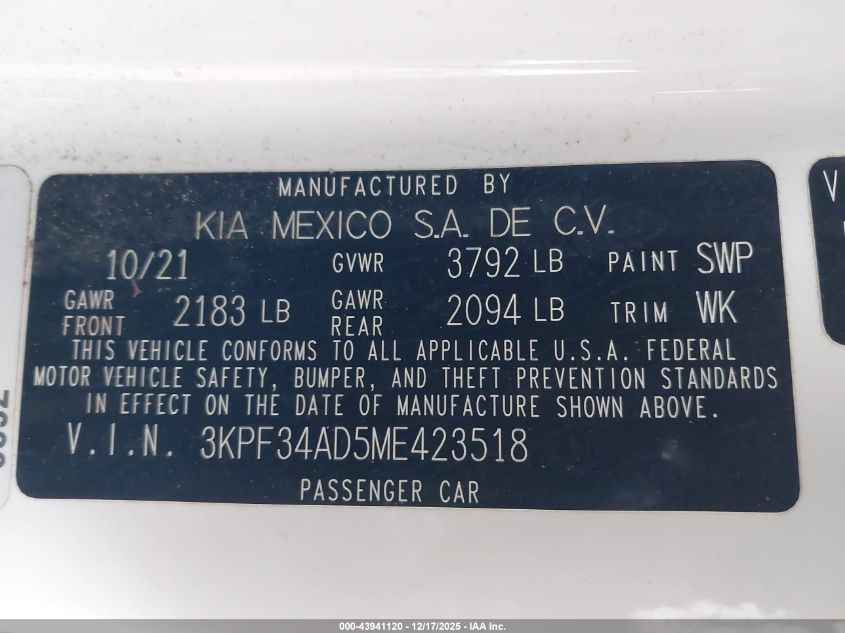 MANUFACTURED BY
KIA MEXICO S.A. DE C.V.
10/21 GVWR 3792 LB PAINT SWP
GAWR FRONT 2183 LB GAWR REAR 2094 LB TRIM WK
THIS VEHICLE CONFORMS TO ALL APPLICABLE U.S.A. FEDERAL
MOTOR VEHICLE SAFETY, BUMPER, AND THEFT PREVENTION STANDARDS
IN EFFECT ON THE DATE OF MANUFACTURE SHOWN ABOVE.
V.I.N. 3KPF34AD5ME423518
PASSENGER CAR
V
000-43941120 - 12/17/2025 - IAA Inc.